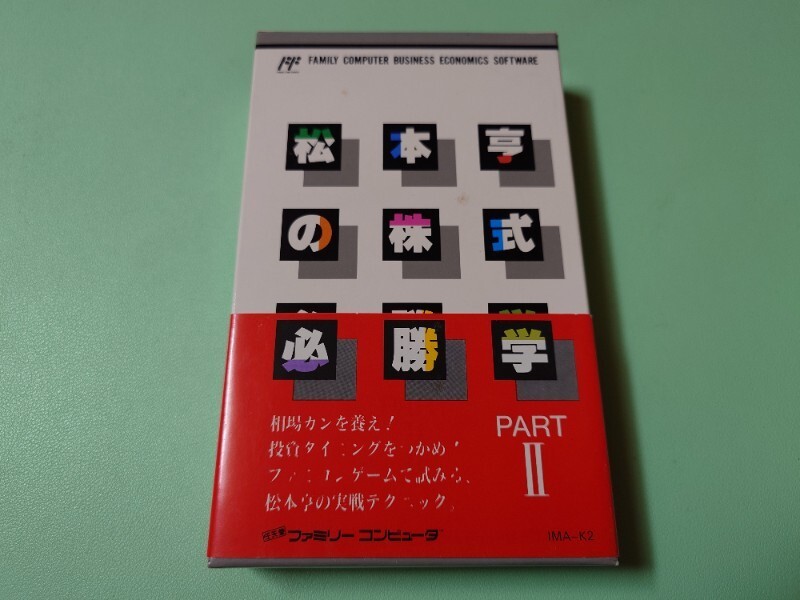 FF FAMILY COMPUTER BUSINESS ECONOMICS SOFTWARE
松本亨
の株式
必勝学
相場カンを養え!
投資タイミングをつかめ!
ファミコンゲームで試みる、
松本亨の実戦テクニック。
PART
II
ファミリー コンピュータ
IMA-K2